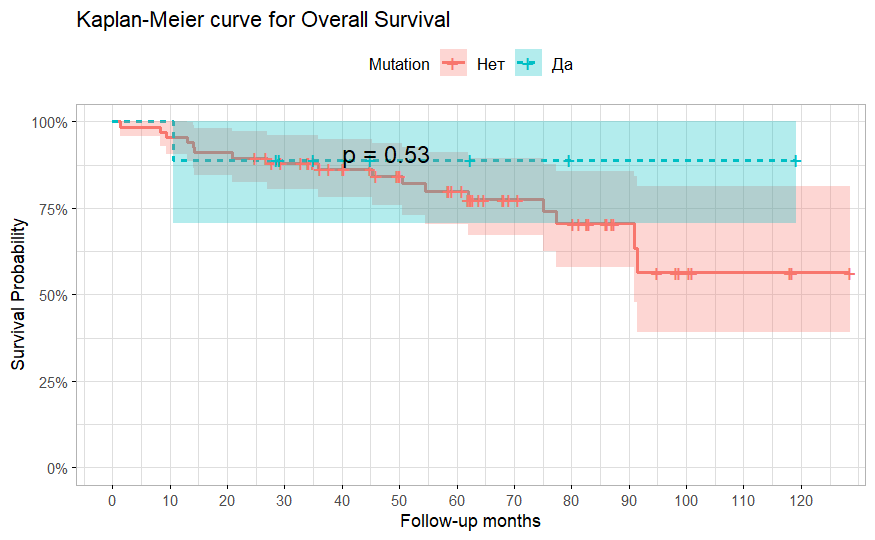 Kaplan-Meier curve for Overall Survival
Mutation Нет Да
100%
75%
50%
25%
0%
p = 0.53
Survival Probability
0 10 20 30 40 50 60 70 80 90 100 110 120
Follow-up months